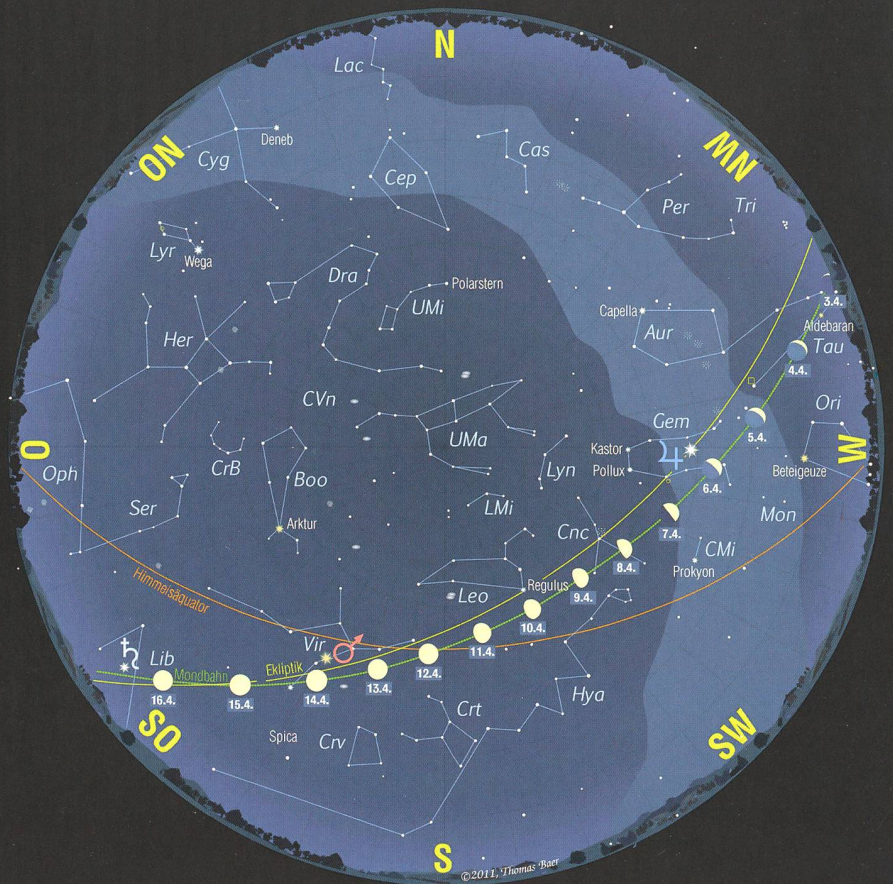 N
Lac
NO
NW
Deneb
Cyg
Cas
Cep
Per
Tri
Lyr
Wega
Dra
Polarstern
UMi
3.4.
Capella
Aldebaran
Aur
Her
Tau
4.4.
CVn
Ori
Gem
5.4.
UMa
O
W
Kastor
Pollux
6.4.
Beteigeuze
CrB
Oph
Boo
Lyn
Ser
LMi
7.4.
Mon
Arktur
Cnc
8.4.
CMi
Prokyon
Himmelsäquator
Regulus
9.4.
Leo
10.4.
Vir
11.4.
Lib
Mondbahn
Ekliptik
12.4.
13.4.
14.4.
15.4.
16.4.
Hya
Crt
SO
SW
Spica
Crv
S
©2011, Thomas Baer